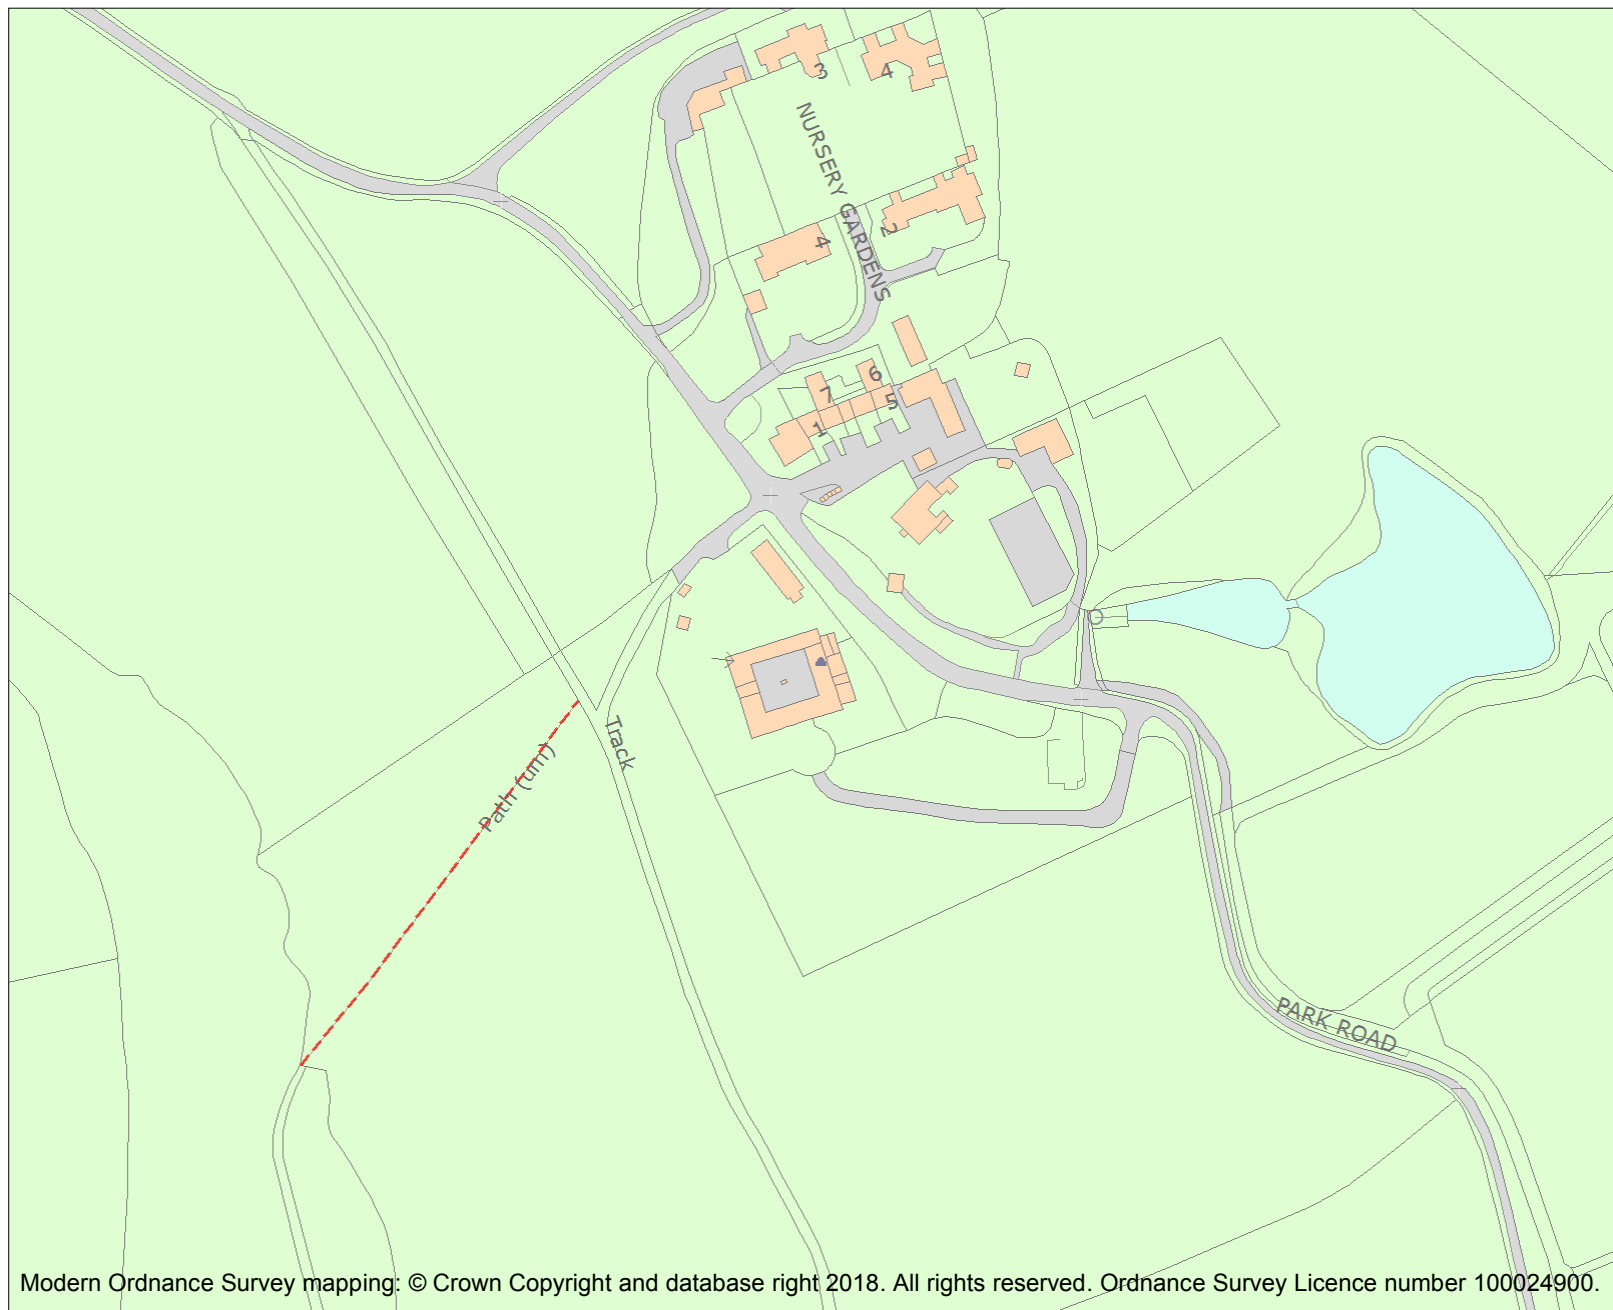 3
4
NURSERY GARDENS
4
2
6
7
5
1
Track
Path (um)
PARK ROAD
Modern Ordnance Survey mapping: © Crown Copyright and database right 2018. All rights reserved. Ordnance Survey Licence number 100024900.